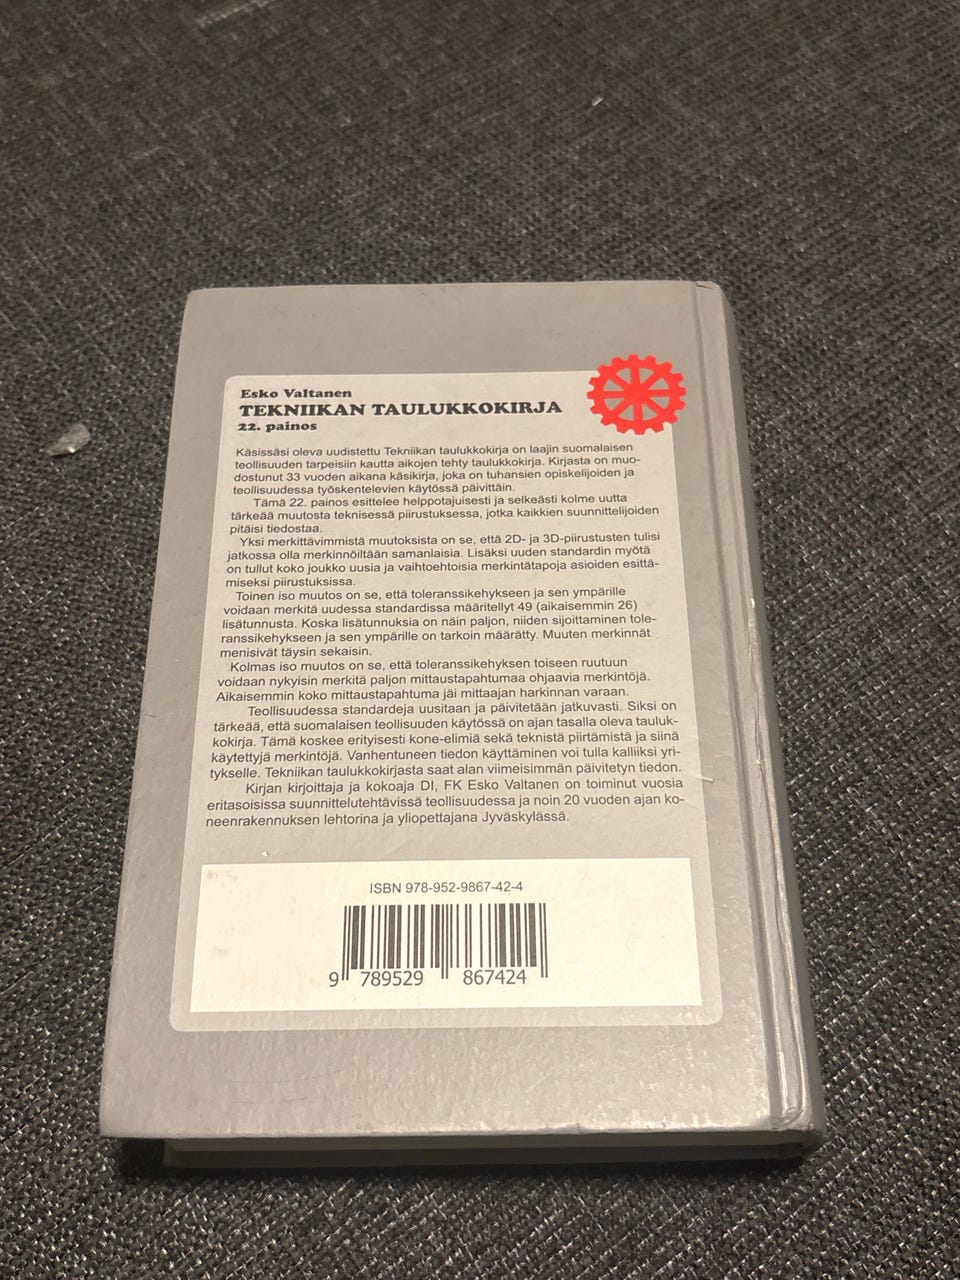 Esko Valtanen
TEKNIIKAN TAULUKKOKIRJA
22. painos
Käsissäsi oleva uudistettu Tekniikan taulukkokirja on laajin suomalaisen
teollisuuden tarpeisiin kautta aikojen tehty taulukkokirja. Kirjasta on muo-
dostunut 33 vuoden aikana käsikirja, joka on tuhansien opiskelijoiden ja
teollisuudessa työskentelevien käytössä päivittäin.
Tämä 22. painos esittelee helppotajuisesti ja selkeästi kolme uutta
tärkeää muutosta teknisessä piirustuksessa, jotka kaikkien suunnittelijoiden
pitäisi tiedostaa.
Yksi merkittävimmistä muutoksista on se, että 2D- ja 3D-piirustusten tulisi
jatkossa olla merkinnöiltään samanlaisia. Lisäksi uuden standardin myötä
on tullut koko joukko uusia ja vaihtoehtoisia merkintätapoja asioiden esittä-
miseksi piirustuksissa.
Toinen iso muutos on se, että toleranssikehykseen ja sen ympärille
voidaan merkitä uudessa standardissa määritellyt 49 (aikaisemmin 26)
lisätunnusta. Koska lisätunnuksia on näin paljon, niiden sijoittaminen tole-
ranssikehykseen ja sen ympärille on tarkoin määrätty. Muuten merkinnät
menisivät täysin sekaisin.
Kolmas iso muutos on se, että toleranssikehyksen toiseen ruutuun
voidaan nykyisin merkitä paljon mittaustapahtumaa ohjaavia merkintöjä.
Aikaisemmin koko mittaustapahtuma jäi mittaajan harkinnan varaan.
Teollisuudessa standardeja uusitaan ja päivitetään jatkuvasti. Siksi on
tärkeää, että suomalaisen teollisuuden käytössä on ajan tasalla oleva tauluk-
kokirja. Tämä koskee erityisesti kone-elimiä sekä teknistä piirtämistä ja siinä
käytettyjä merkintöjä. Vanhentuneen tiedon käyttäminen voi tulla kalliiksi yri-
tykselle. Tekniikan taulukkokirjasta saat alan viimeisimmän päivitetyn tiedon.
Kirjan kirjoittaja ja kokoaja DI, FK Esko Valtanen on toiminut vuosia
eritasoisissa suunnittelutehtävissä teollisuudessa ja noin 20 vuoden ajan ko-
neenrakennuksen lehtorina ja yliopettajana Jyväskylässä.
ISBN 978-952-9867-42-4
9 789529 867424